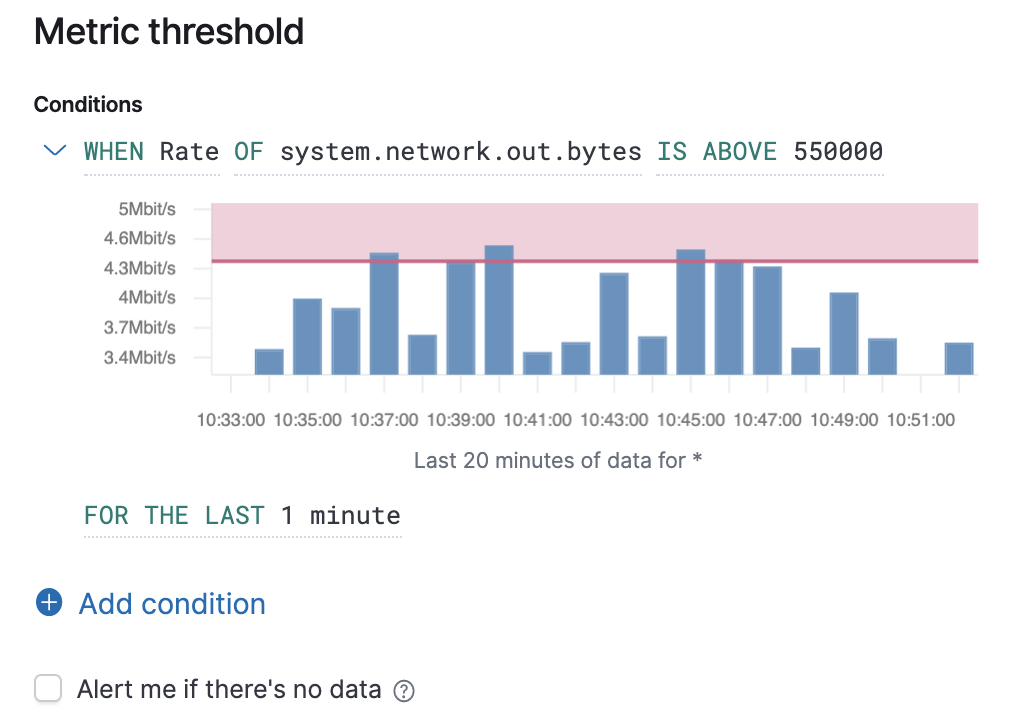 Metric threshold
Conditions
WHEN Rate OF system.network.out.bytes IS ABOVE 550000
5Mbit/s
4.6Mbit/s
4.3Mbit/s
4Mbit/s
3.7Mbit/s
3.4Mbit/s
10:33:00 10:35:00 10:37:00 10:39:00 10:41:00 10:43:00 10:45:00 10:47:00 10:49:00 10:51:00
Last 20 minutes of data for *
FOR THE LAST 1 minute
Add condition
Alert me if there's no data